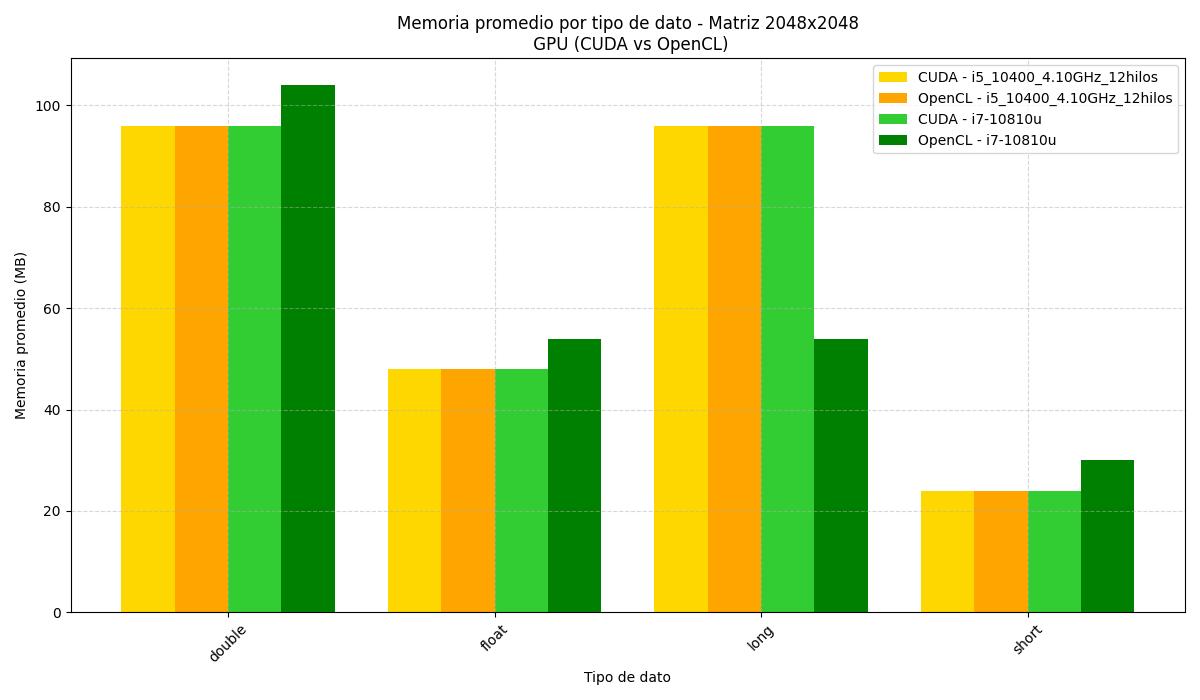 Memoria promedio por tipo de dato - Matriz 2048x2048
GPU (CUDA vs OpenCL)
CUDA - i5_10400_4.10GHz_12hilos
OpenCL - i5_10400_4.10GHz_12hilos
CUDA - i7-10810u
OpenCL - i7-10810u
Memoria promedio (MB)
100
80
60
40
20
0
double
float
long
short
Tipo de dato